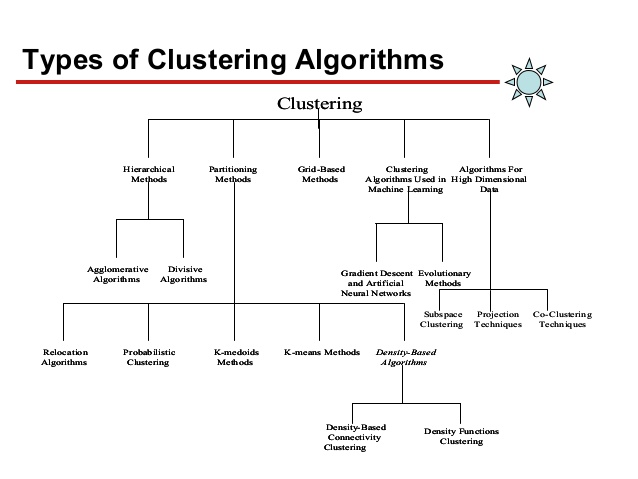 Types of Clustering Algorithms
Clustering
Hierarchical
Methods
Partitioning
Methods
Grid-Based
Methods
Clustering
Algorithms Used in
Machine Learning
Algorithms For
High Dimensional
Data
Agglomerative
Algorithms
Divisive
Algorithms
Gradient Descent
and Artificial
Neural Networks
Evolutionary
Methods
Subspace
Clustering
Projection
Techniques
Co-Clustering
Techniques
Relocation
Algorithms
Probabilistic
Clustering
K-medoids
Methods
K-means Methods
Density-Based
Algorithms
Density-Based
Connectivity
Clustering
Density Functions
Clustering